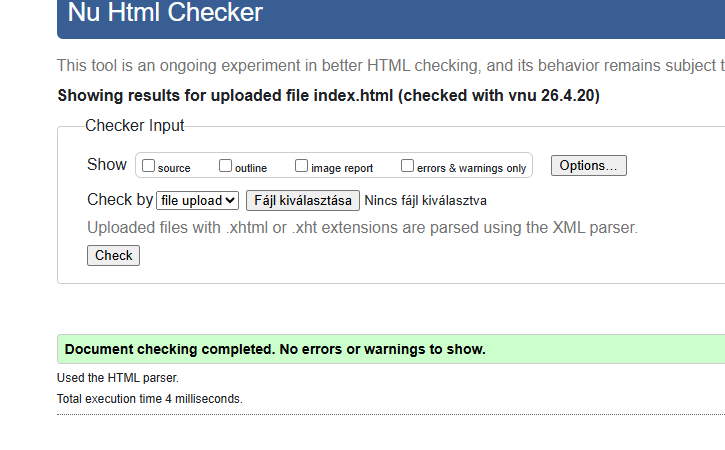 Nu Html Checker
This tool is an ongoing experiment in better HTML checking, and its behavior remains subject
Showing results for uploaded file index.html (checked with vnu 26.4.20)
Checker Input
Show source outline image report errors & warnings only Options...
Check by file upload Fájl kiválasztása Nincs fájl kiválasztva
Uploaded files with .xhtml or .xht extensions are parsed using the XML parser.
Check
Document checking completed. No errors or warnings to show.
Used the HTML parser.
Total execution time 4 milliseconds.